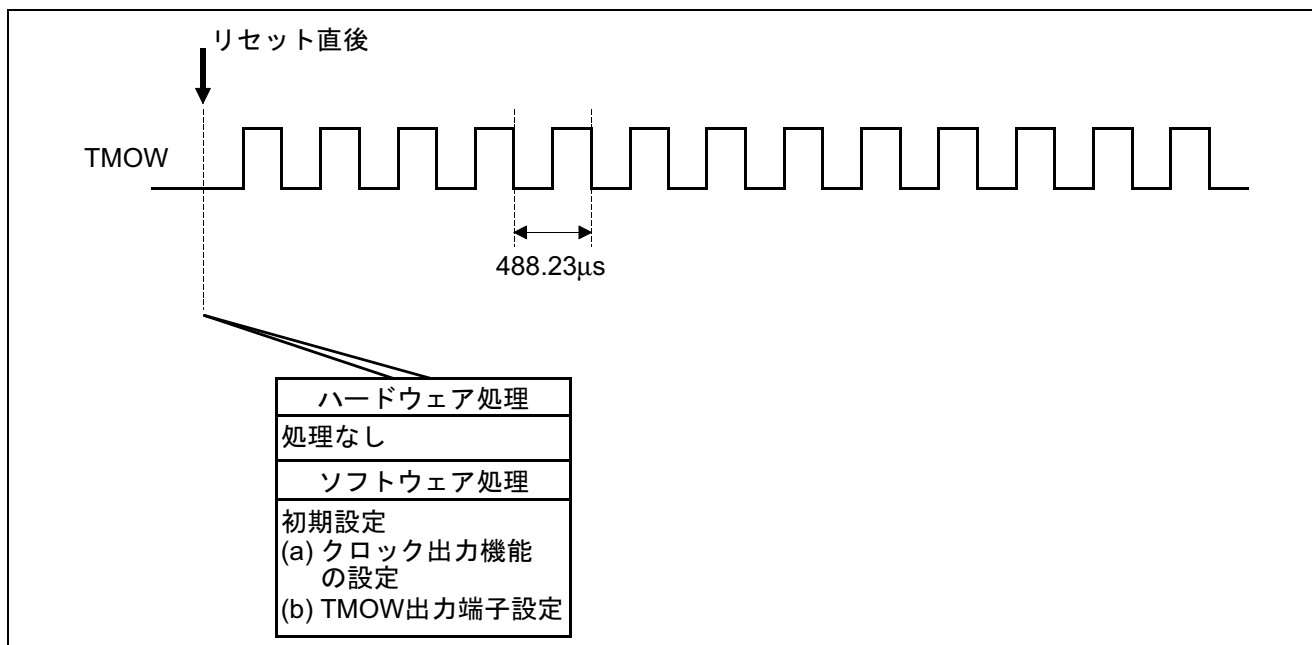 リセット直後
TMOW
488.23μs
ハードウェア処理
処理なし
ソフトウェア処理
初期設定
(a) クロック出力機能
の設定
(b) TMOW出力端子設定